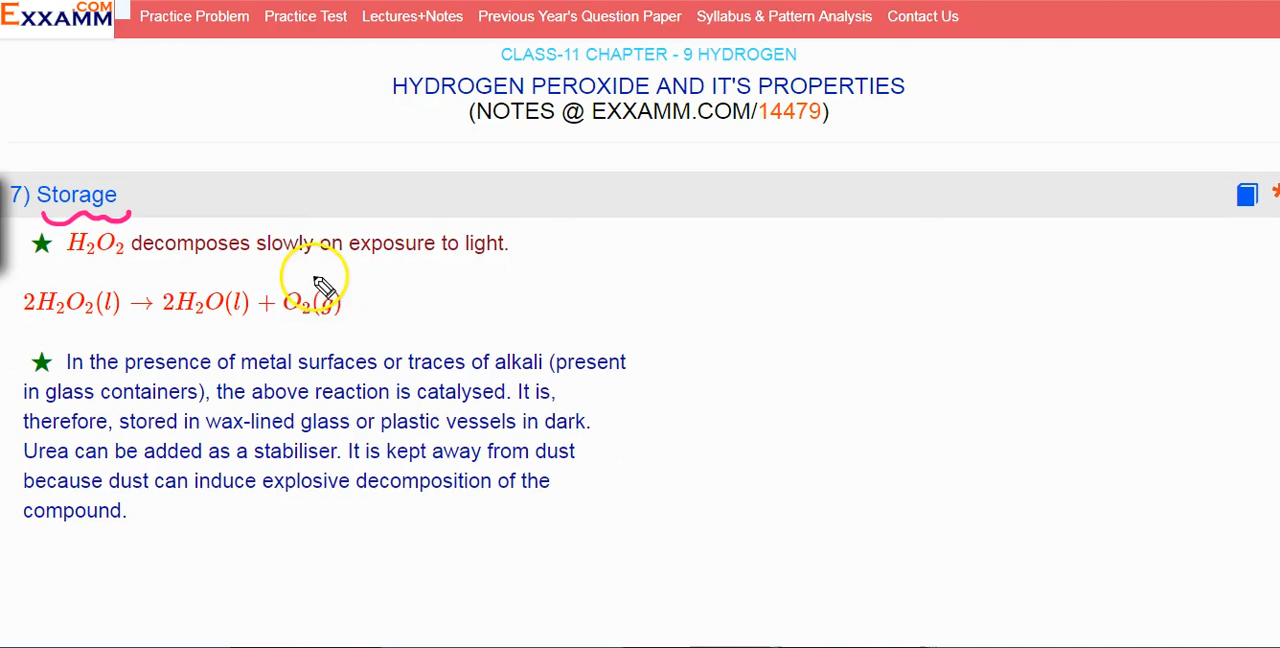 EXXAMM.COM
Practice Problem Practice Test Lectures+Notes Previous Year's Question Paper Syllabus & Pattern Analysis Contact Us
CLASS-11 CHAPTER - 9 HYDROGEN
HYDROGEN PEROXIDE AND IT'S PROPERTIES
(NOTES @ EXXAMM.COM/14479)
7) Storage
★ H₂O₂ decomposes slowly on exposure to light.
2H₂O₂(l) → 2H₂O(l) + O₂(g)
★ In the presence of metal surfaces or traces of alkali (present
in glass containers), the above reaction is catalysed. It is,
therefore, stored in wax-lined glass or plastic vessels in dark.
Urea can be added as a stabiliser. It is kept away from dust
because dust can induce explosive decomposition of the
compound.